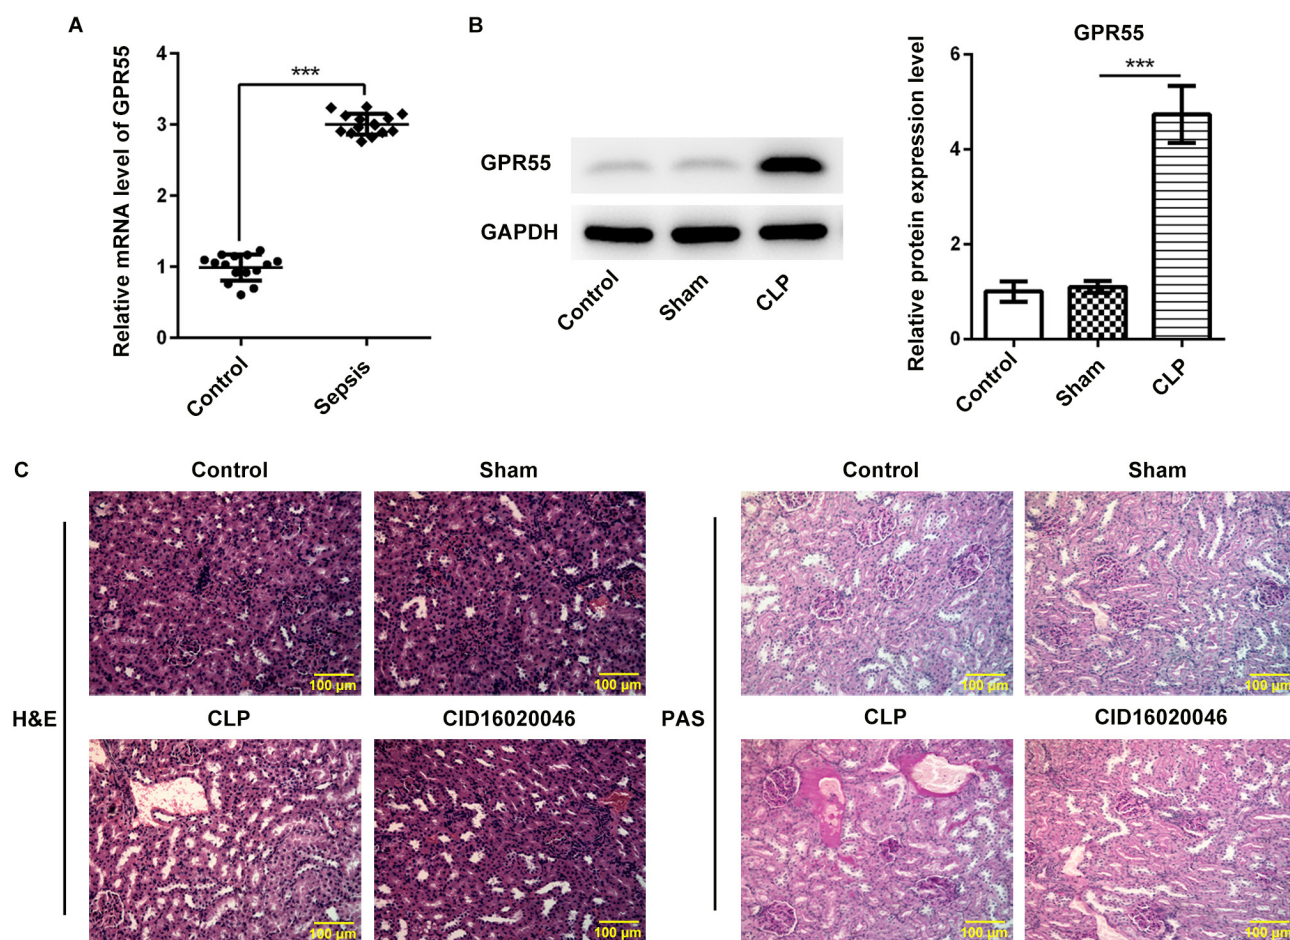 A
Relative mRNA level of GPR55
4
3
2
1
0
***
Control
Sepsis
B
GPR55
GAPDH
Control
Sham
CLP
GPR55
Relative protein expression level
6
4
2
0
***
Control
Sham
CLP
C
H&E
Control
Sham
100 µm
100 µm
CLP
CID16020046
100 µm
100 µm
PAS
Control
Sham
100 µm
100 µm
CLP
CID16020046
100 µm
100 µm